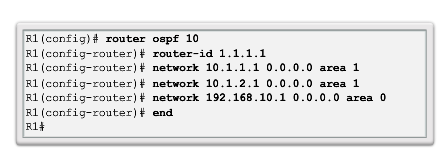 R1(config)# router ospf 10
R1(config-router)# router-id 1.1.1.1
R1(config-router)# network 10.1.1.1 0.0.0.0 area 1
R1(config-router)# network 10.1.2.1 0.0.0.0 area 1
R1(config-router)# network 192.168.10.1 0.0.0.0 area 0
R1(config-router)# end
R1#